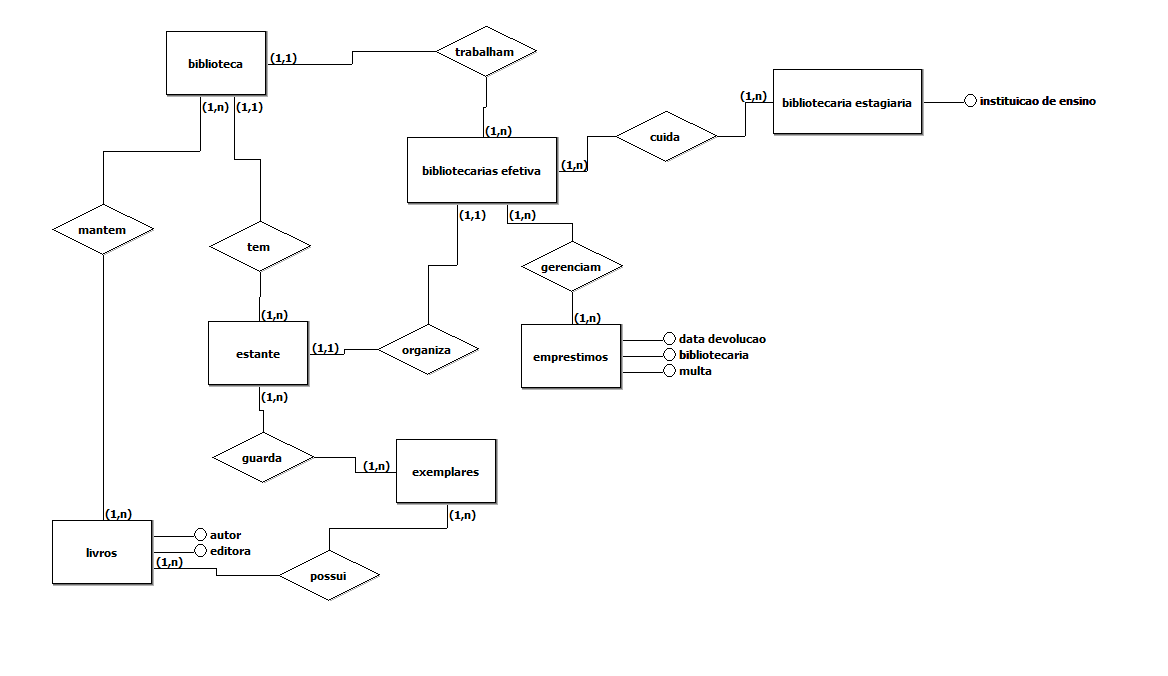 biblioteca
(1,1)
trabalham
(1,n)
(1,1)
(1,n)
bibliotecaria estagiaria
instituicao de ensino
(1,n)
cuida
(1,n)
bibliotecarias efetiva
(1,1)
(1,n)
mantem
tem
gerenciam
(1,n)
(1,n)
estante
(1,1)
organiza
emprestimos
data devolucao
bibliotecaria
multa
(1,n)
guarda
(1,n)
exemplares
(1,n)
(1,n)
livros
autor
editora
(1,n)
possui